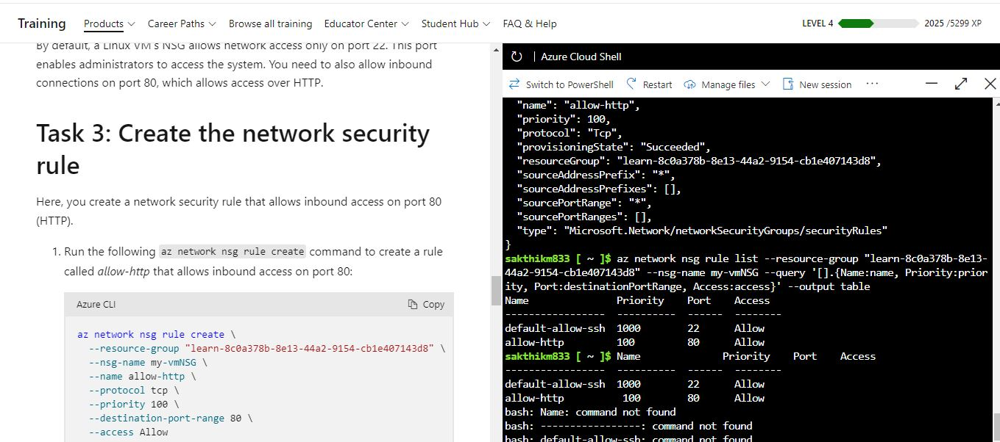 Training
Products
Career Paths
Browse all training
Educator Center
Student Hub
FAQ & Help
LEVEL 4
2025 /5299 XP
By default, a Linux VM's NSG allows network access only on port 22. This port
enables administrators to access the system. You need to also allow inbound
connections on port 80, which allows access over HTTP.
Task 3: Create the network security
rule
Here, you create a network security rule that allows inbound access on port 80
(HTTP).
1. Run the following az network nsg rule create command to create a rule
called allow-http that allows inbound access on port 80:
Azure CLI
Copy
az network nsg rule create \
--resource-group "learn-8c0a378b-8e13-44a2-9154-cb1e407143d8" \
--nsg-name my-vmNSG \
--name allow-http \
--protocol tcp \
--priority 100 \
--destination-port-range 80 \
--access Allow
Azure Cloud Shell
Switch to PowerShell
Restart
Manage files
New session
···
"name": "allow-http",
"priority": 100,
"protocol": "Tcp",
"provisioningState": "Succeeded",
"resourceGroup": "learn-8c0a378b-8e13-44a2-9154-cb1e407143d8",
"sourceAddressPrefix": "*",
"sourceAddressPrefixes": [],
"sourcePortRange": "*",
"sourcePortRanges": [],
"type": "Microsoft.Network/networkSecurityGroups/securityRules"
}
sakthikm833 [ ~ ]$ az network nsg rule list --resource-group "learn-8c0a378b-8e13-
44a2-9154-cb1e407143d8" --nsg-name my-vmNSG --query '[].{Name:name, Priority:prior
ity, Port:destinationPortRange, Access:access}' --output table
Name Priority Port Access
----------------- ---------- ------ --------
default-allow-ssh 1000 22 Allow
allow-http 100 80 Allow
sakthikm833 [ ~ ]$ Name Priority Port Access
----------------- ---------- ------ --------
default-allow-ssh 1000 22 Allow
allow-http 100 80 Allow
bash: Name: command not found
bash: -----------------: command not found
bash: default-allow-ssh: command not found